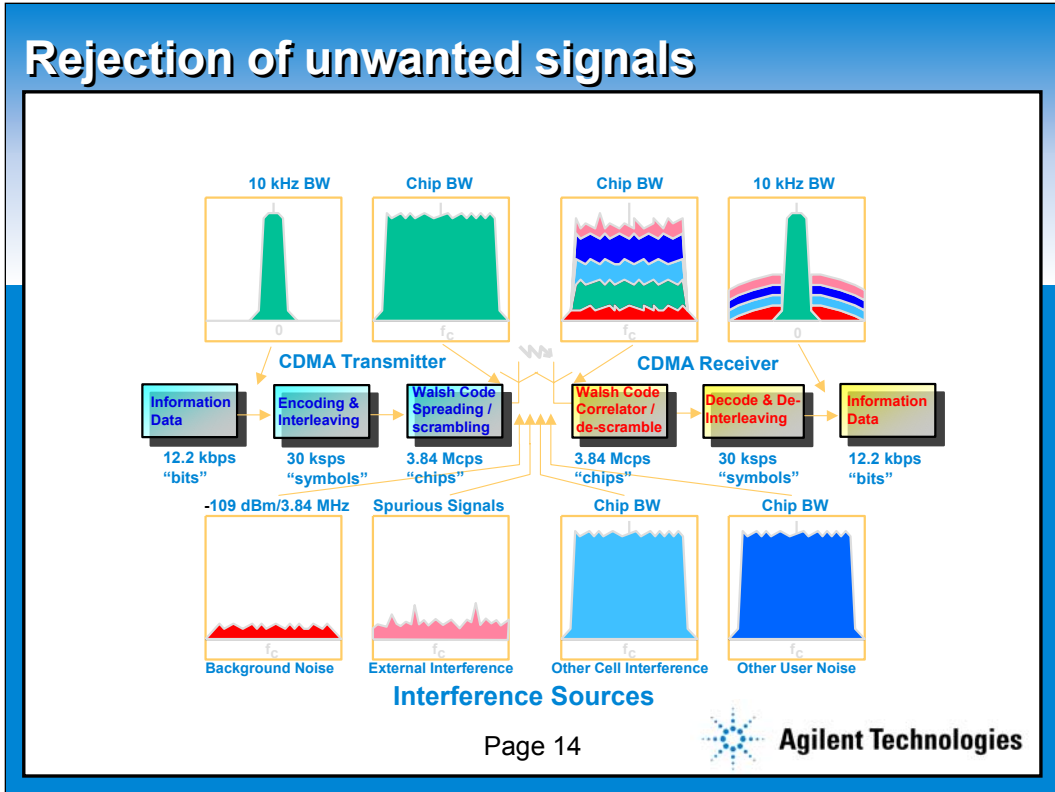 Rejection of unwanted signals
10 kHz BW
Chip BW
Chip BW
10 kHz BW
0
fc
fc
0
CDMA Transmitter
CDMA Receiver
Information
Data
Encoding &
Interleaving
Walsh Code
Spreading /
scrambling
Walsh Code
Correlator /
de-scramble
Decode & De-
Interleaving
Information
Data
12.2 kbps
“bits”
30 ksps
“symbols”
3.84 Mcps
“chips”
3.84 Mcps
“chips”
30 ksps
“symbols”
12.2 kbps
“bits”
-109 dBm/3.84 MHz
Spurious Signals
Chip BW
Chip BW
fc
fc
fc
fc
Background Noise
External Interference
Other Cell Interference
Other User Noise
Interference Sources
Page 14
Agilent Technologies